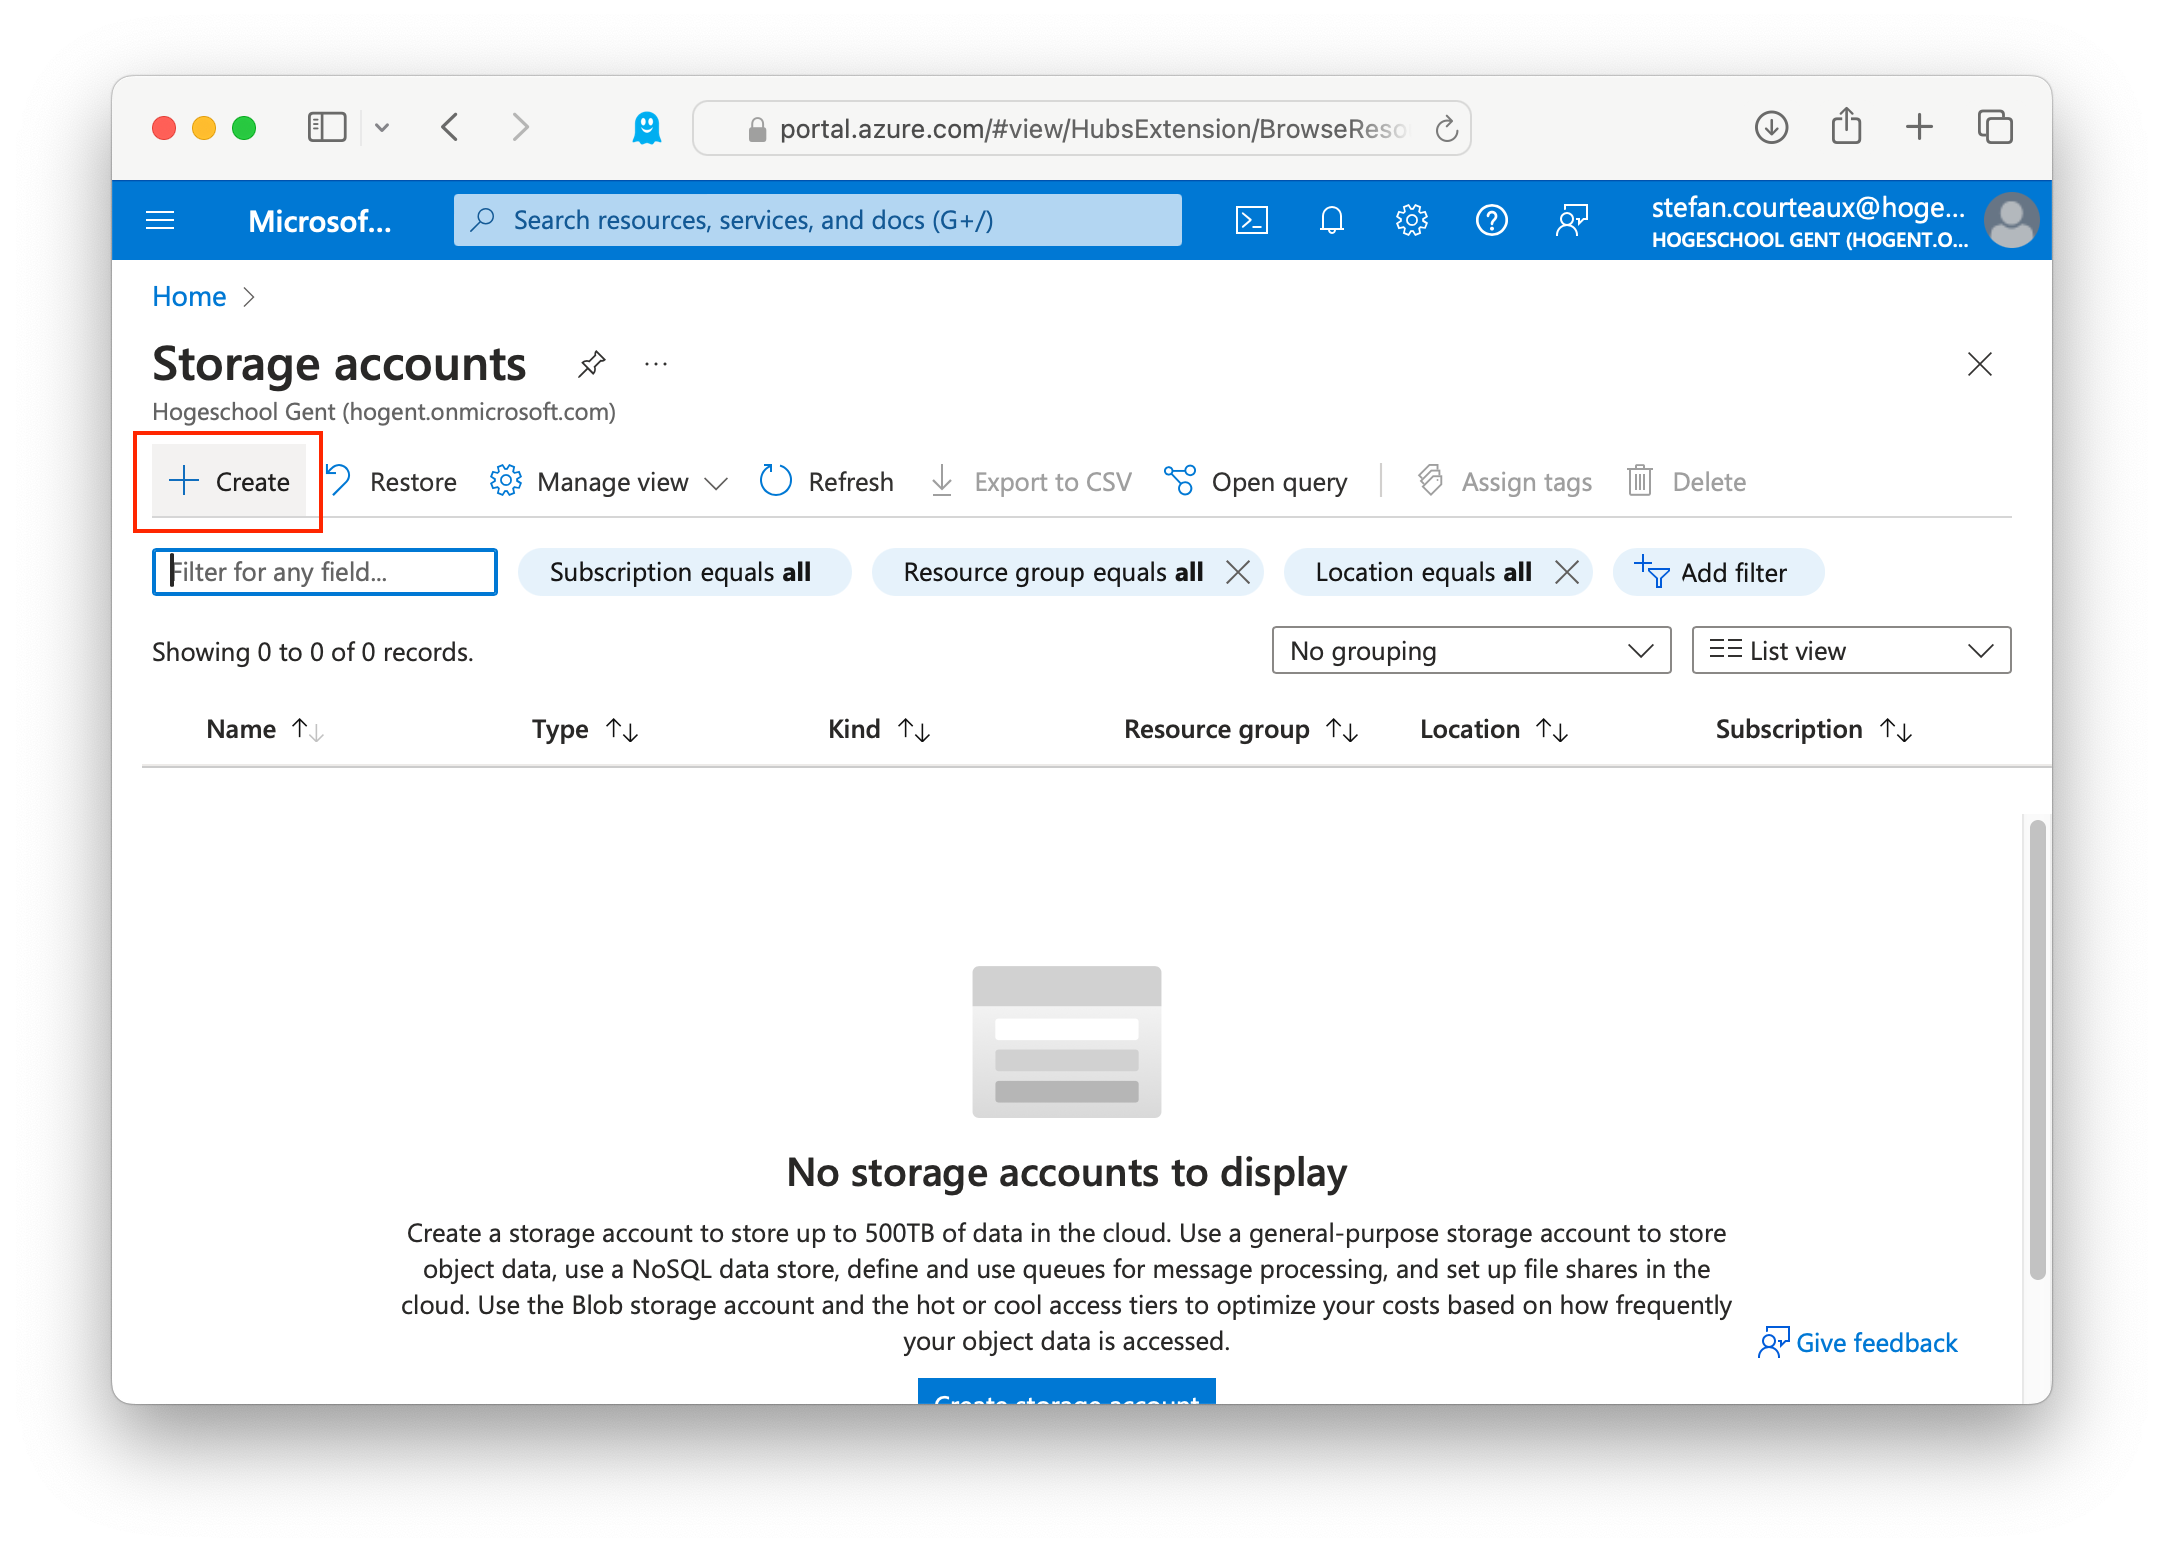 portal.azure.com/#view/HubsExtension/BrowseReso
Microsof...
Search resources, services, and docs (G+/)
stefan.courteaux@hoge...
HOGESCHOOL GENT (HOGENT.O...
Home
Storage accounts
Hogeschool Gent (hogent.onmicrosoft.com)
Create Restore Manage view Refresh Export to CSV Open query Assign tags Delete
Filter for any field... Subscription equals all Resource group equals all Location equals all Add filter
Showing 0 to 0 of 0 records. No grouping List view
Name Type Kind Resource group Location Subscription
No storage accounts to display
Create a storage account to store up to 500TB of data in the cloud. Use a general-purpose storage account to store
object data, use a NoSQL data store, define and use queues for message processing, and set up file shares in the
cloud. Use the Blob storage account and the hot or cool access tiers to optimize your costs based on how frequently
your object data is accessed.
Give feedback
Create storage account